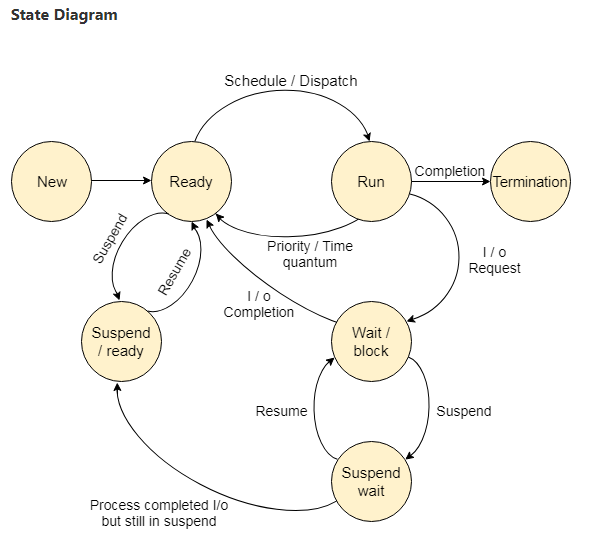 State Diagram
Schedule / Dispatch
New
Ready
Run
Completion
Termination
Priority / Time
quantum
Suspend
Resume
I / o
Request
I / o
Completion
Suspend
/ ready
Wait /
block
Resume
Suspend
Suspend
wait
Process completed I/o
but still in suspend